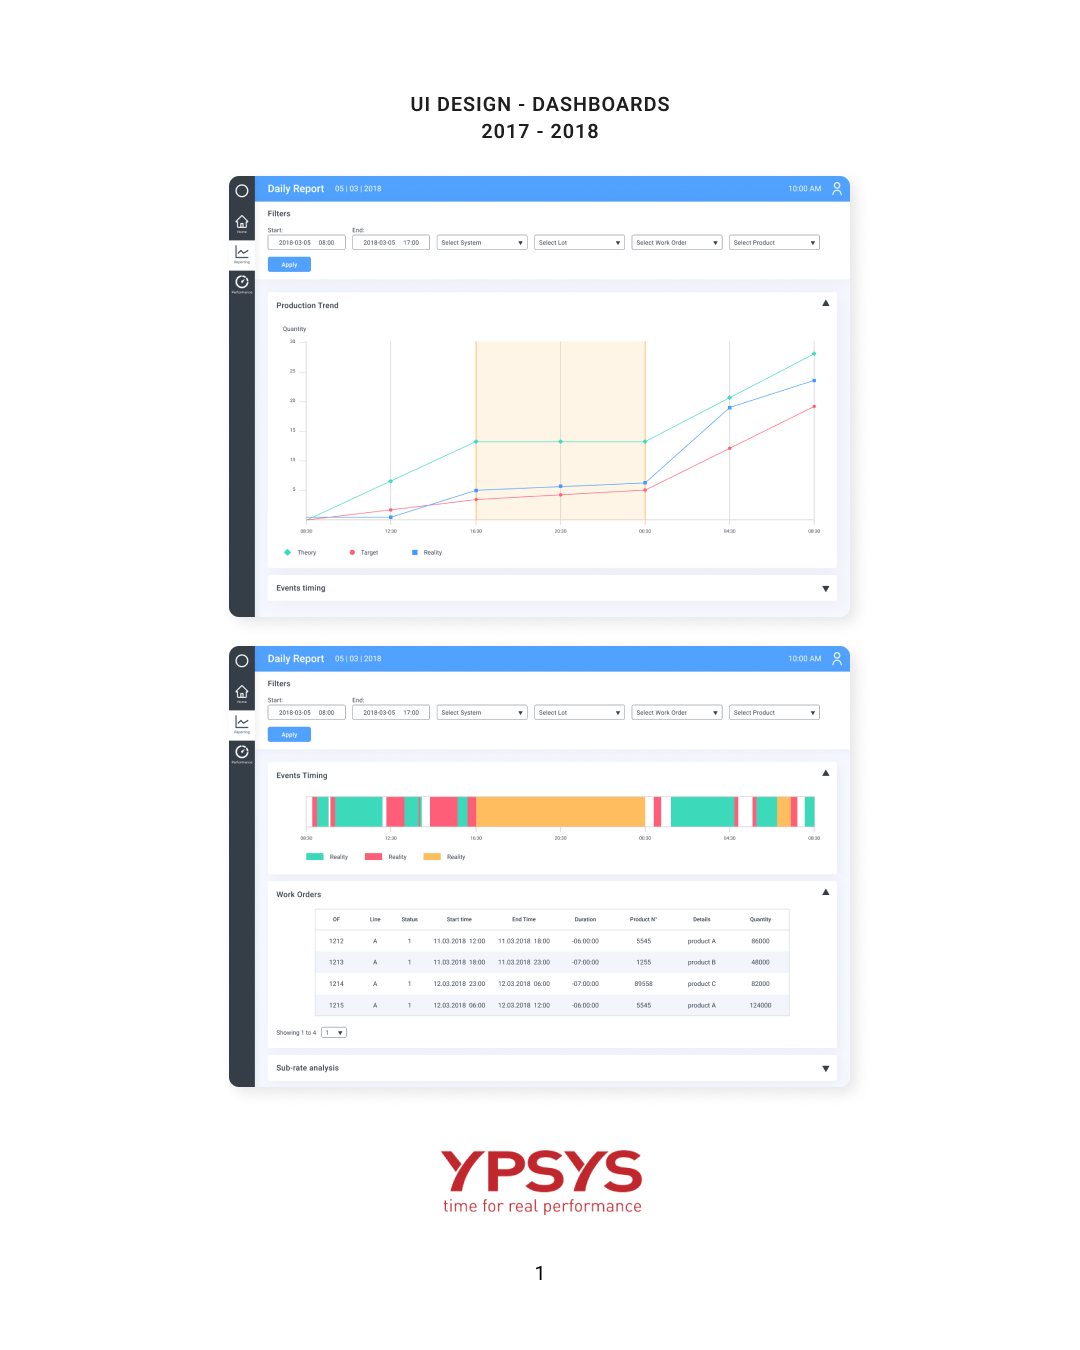 UI DESIGN - DASHBOARDS
2017 - 2018
Daily Report 05 | 03 | 2018 10:00 AM
Filters
Start: End:
2018-03-05 08:00 2018-03-05 17:00 Select System Select Lot Select Work Order Select Product
Apply
Home
Reporting
Performance
Production Trend
Quantity
30
25
20
15
10
5
08:30 12:30 16:30 20:30 00:30 04:30 08:30
Theory Target Reality
Events timing
Daily Report 05 | 03 | 2018 10:00 AM
Filters
Start: End:
2018-03-05 08:00 2018-03-05 17:00 Select System Select Lot Select Work Order Select Product
Apply
Home
Reporting
Performance
Events Timing
08:30 12:30 16:30 20:30 00:30 04:30 08:30
Reality Reality Reality
Work Orders
OF Line Status Start time End Time Duration Product N° Details Quantity
1212 A 1 11.03.2018 12:00 11.03.2018 18:00 -06:00:00 5545 product A 86000
1213 A 1 11.03.2018 18:00 11.03.2018 23:00 -07:00:00 1255 product B 48000
1214 A 1 12.03.2018 23:00 12.03.2018 06:00 -07:00:00 89558 product C 82000
1215 A 1 12.03.2018 06:00 12.03.2018 12:00 -06:00:00 5545 product A 124000
Showing 1 to 4 1
Sub-rate analysis
YPSYS
time for real performance
1